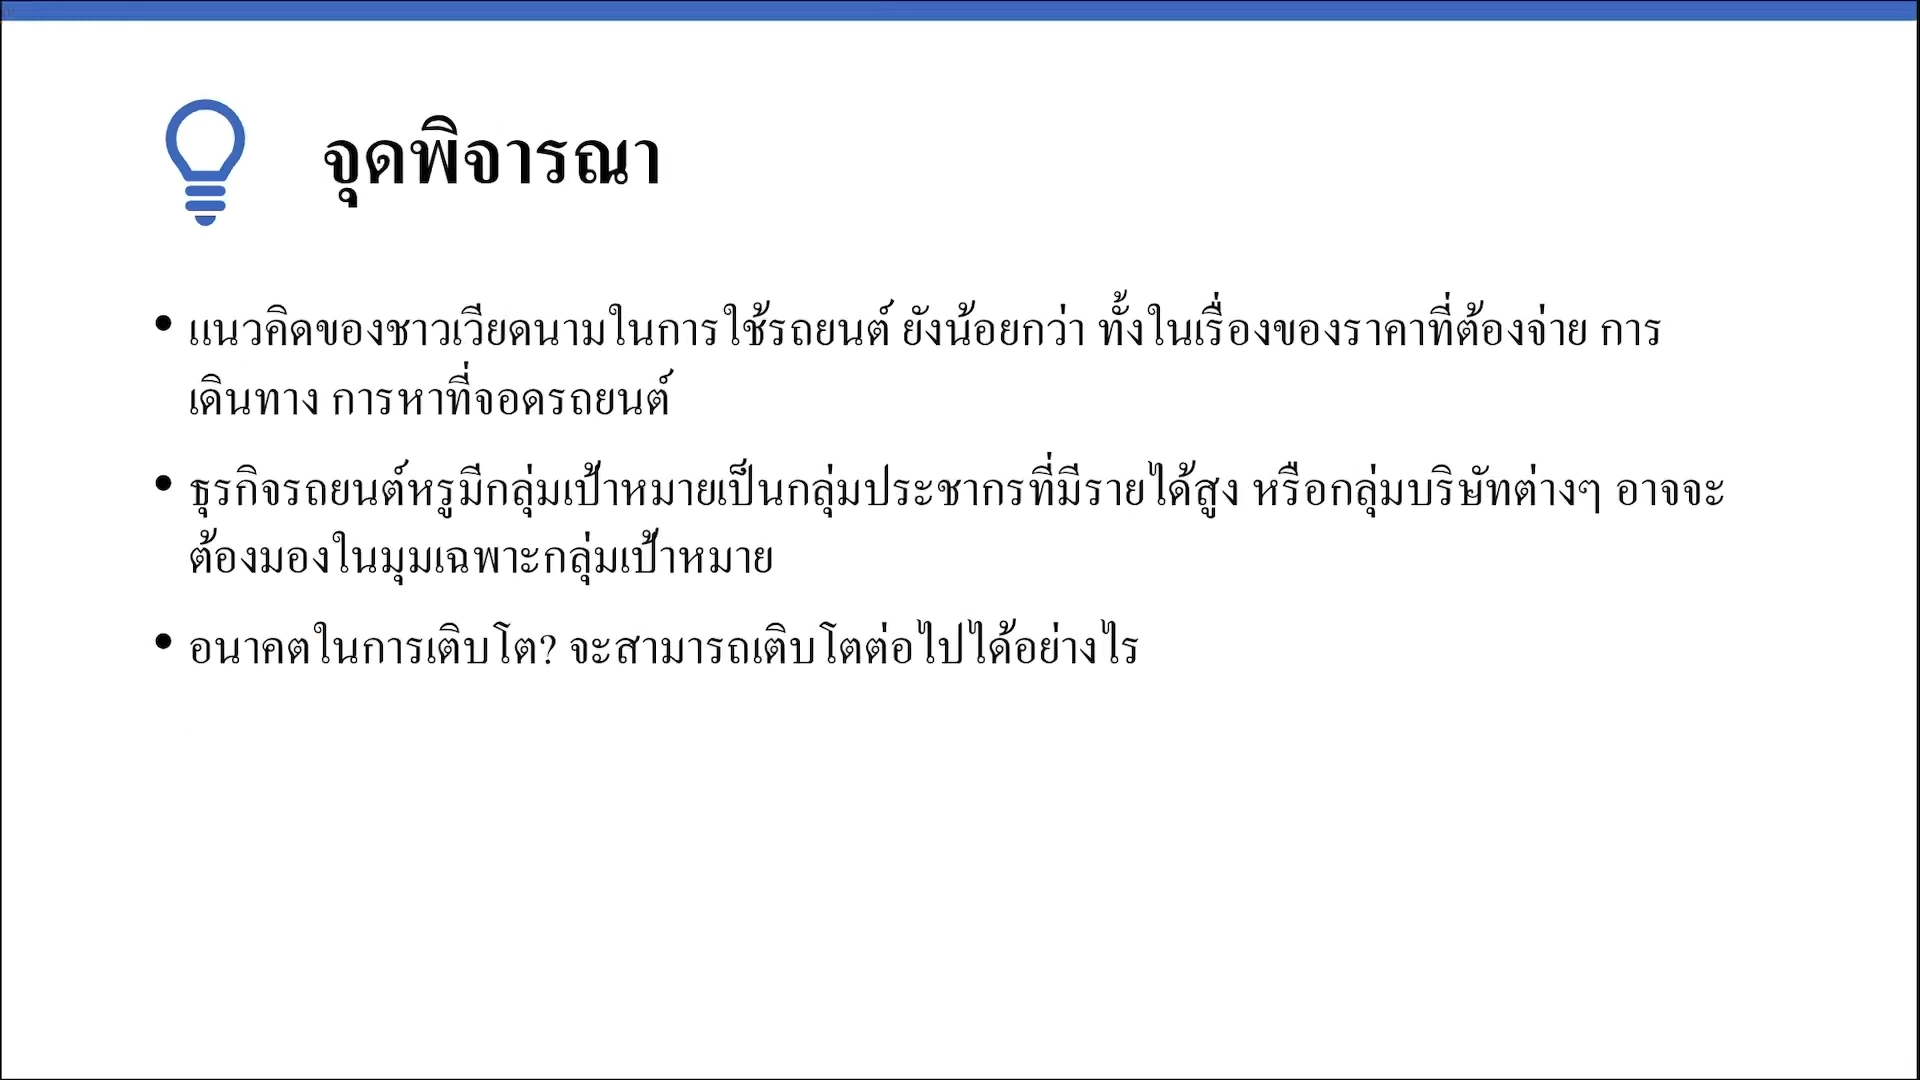 จุดพิจารณา
• แนวคิดของชาวเวียดนามในการใช้รถยนต์ ยังน้อยกว่า ทั้งในเรื่องของราคาที่ต้องจ่าย การ
เดินทาง การหาที่จอดรถยนต์
• ธุรกิจรถยนต์หรูมีกลุ่มเป้าหมายเป็นกลุ่มประชากรที่มีรายได้สูง หรือกลุ่มบริษัทต่างๆ อาจจะ
ต้องมองในมุมเฉพาะกลุ่มเป้าหมาย
• อนาคตในการเติบโต? จะสามารถเติบโตต่อไปได้อย่างไร